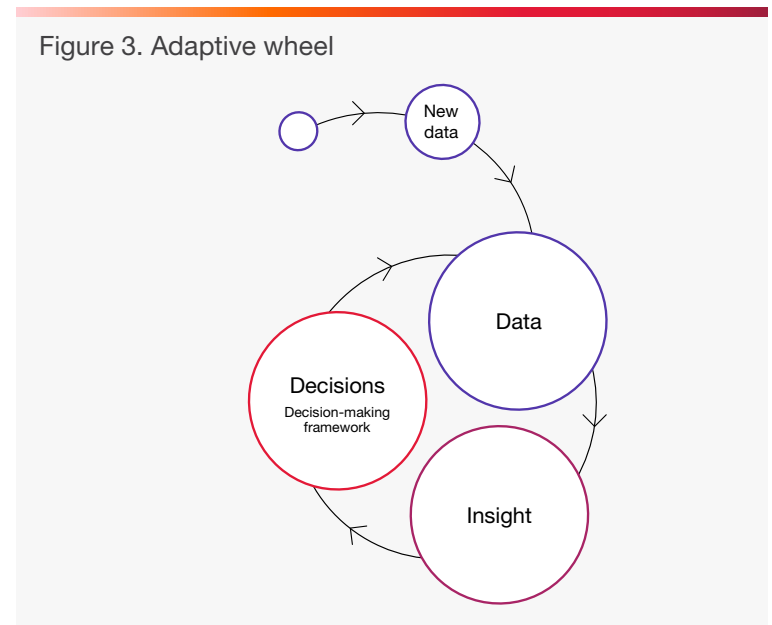 Figure 3. Adaptive wheel
New
data
Data
Decisions
Decision-making
framework
Insight